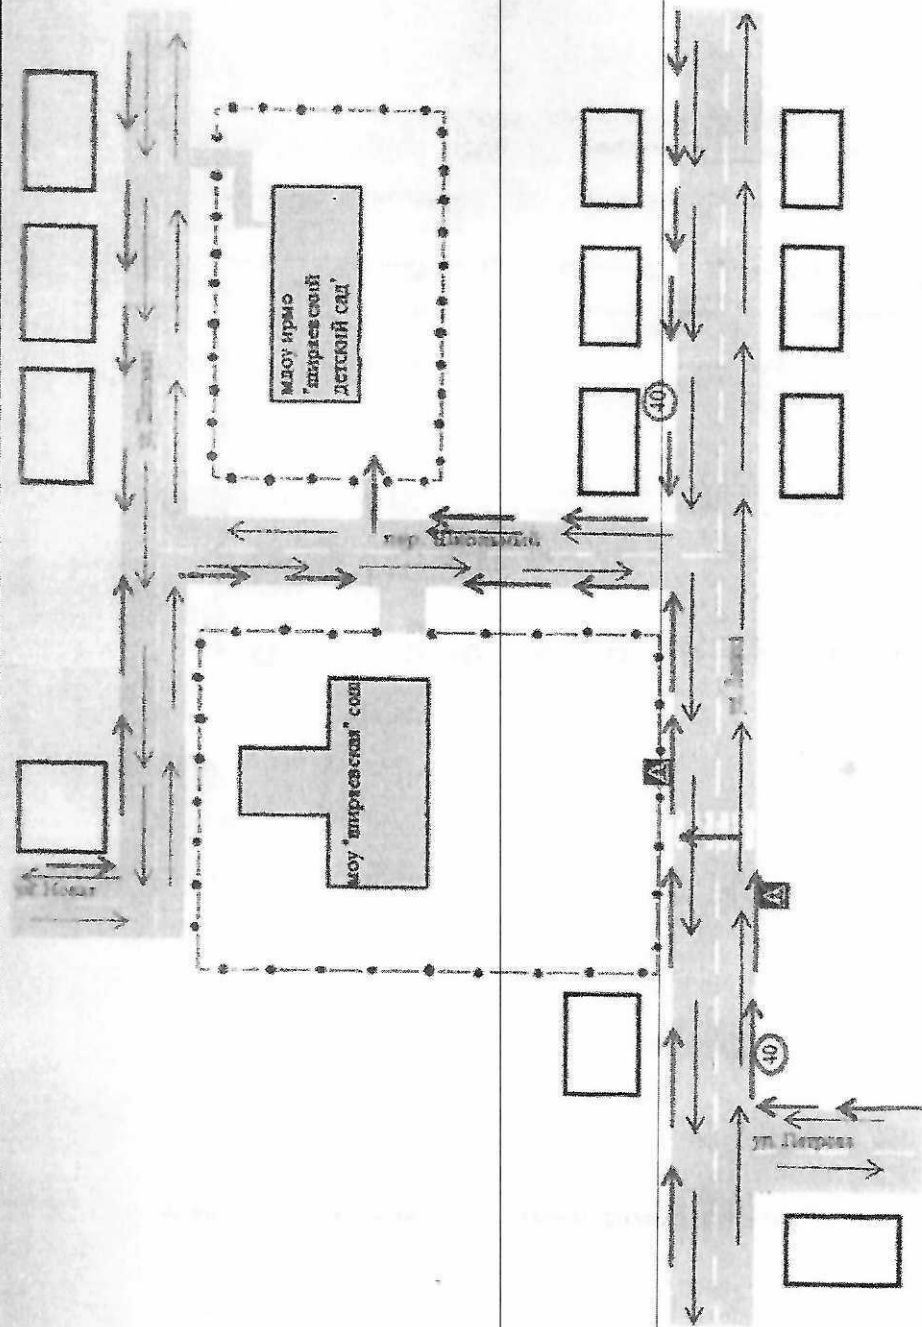 мдоу ирмо
"ширяевский
детский сад"
40
пер. Школьный
моу "ширяевская" сош
ул. Новая
40
ул. Петрова